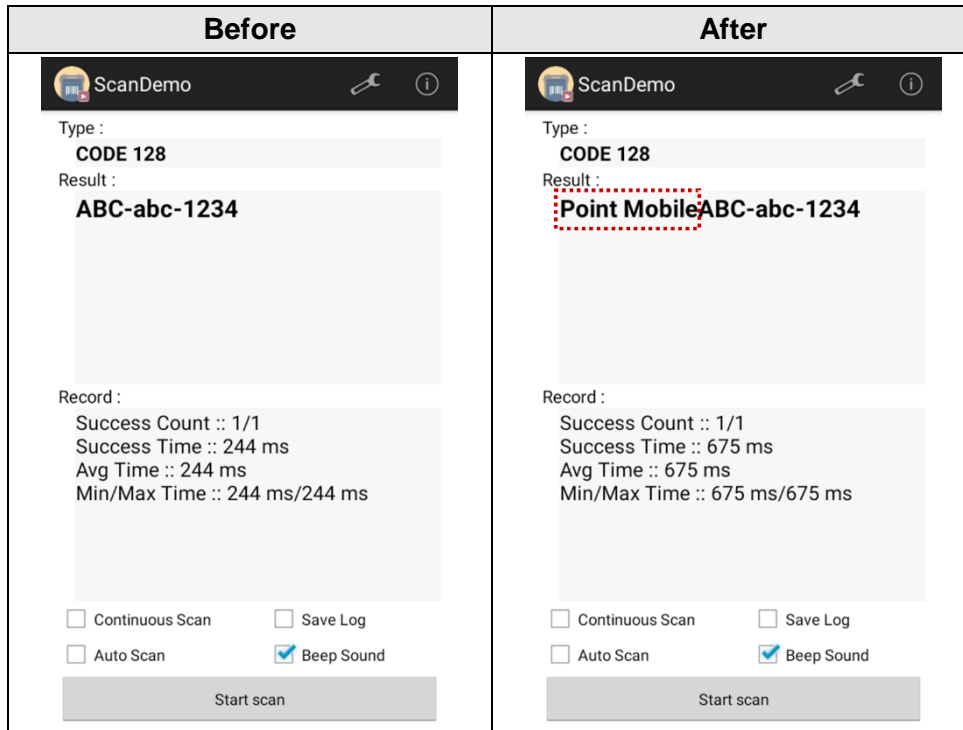 Before
After
ScanDemo
Type :
CODE 128
Result :
ABC-abc-1234
Record :
Success Count :: 1/1
Success Time :: 244 ms
Avg Time :: 244 ms
Min/Max Time :: 244 ms/244 ms
Continuous Scan
Save Log
Auto Scan
Beep Sound
Start scan
ScanDemo
Type :
CODE 128
Result :
Point MobileABC-abc-1234
Record :
Success Count :: 1/1
Success Time :: 675 ms
Avg Time :: 675 ms
Min/Max Time :: 675 ms/675 ms
Continuous Scan
Save Log
Auto Scan
Beep Sound
Start scan